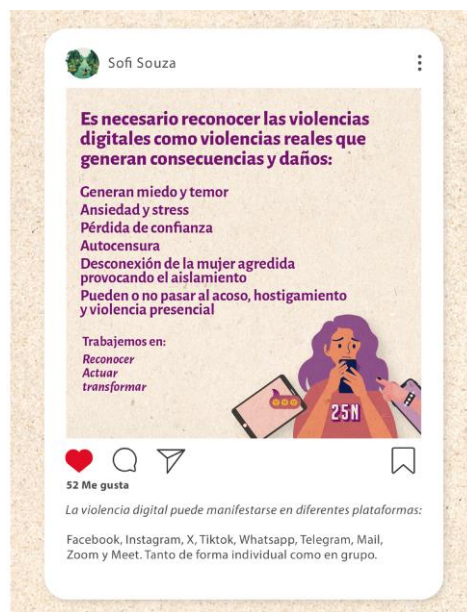 Sofi Souza
Es necesario reconocer las violencias
digitales como violencias reales que
generan consecuencias y daños:
Generan miedo y temor
Ansiedad y stress
Pérdida de confianza
Autocensura
Desconexión de la mujer agredida
provocando el aislamiento
Pueden o no pasar al acoso, hostigamiento
y violencia presencial
Trabajemos en:
Reconocer
Actuar
transformar
25N
52 Me gusta
La violencia digital puede manifestarse en diferentes plataformas:
Facebook, Instagram, X, Tiktok, Whatsapp, Telegram, Mail,
Zoom y Meet. Tanto de forma individual como en grupo.